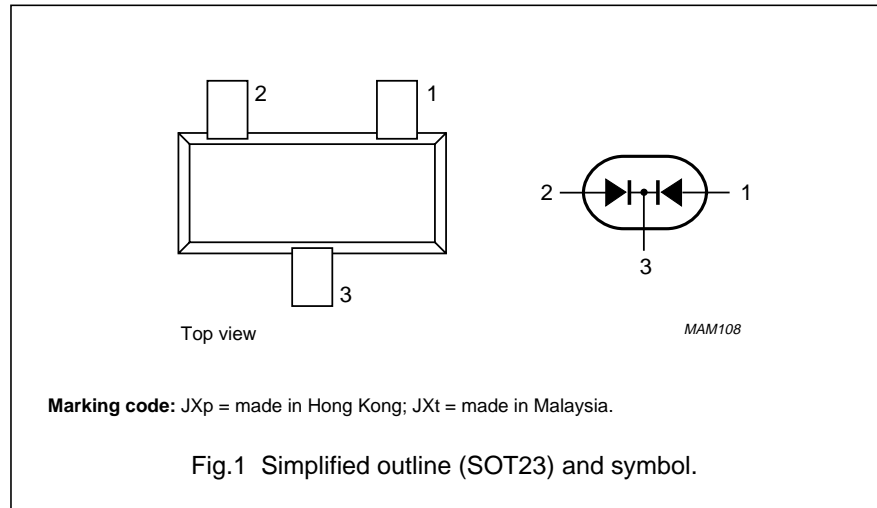 2
1
3
Top view
2
1
3
MAM108
Marking code: JXp = made in Hong Kong; JXt = made in Malaysia.
Fig.1 Simplified outline (SOT23) and symbol.